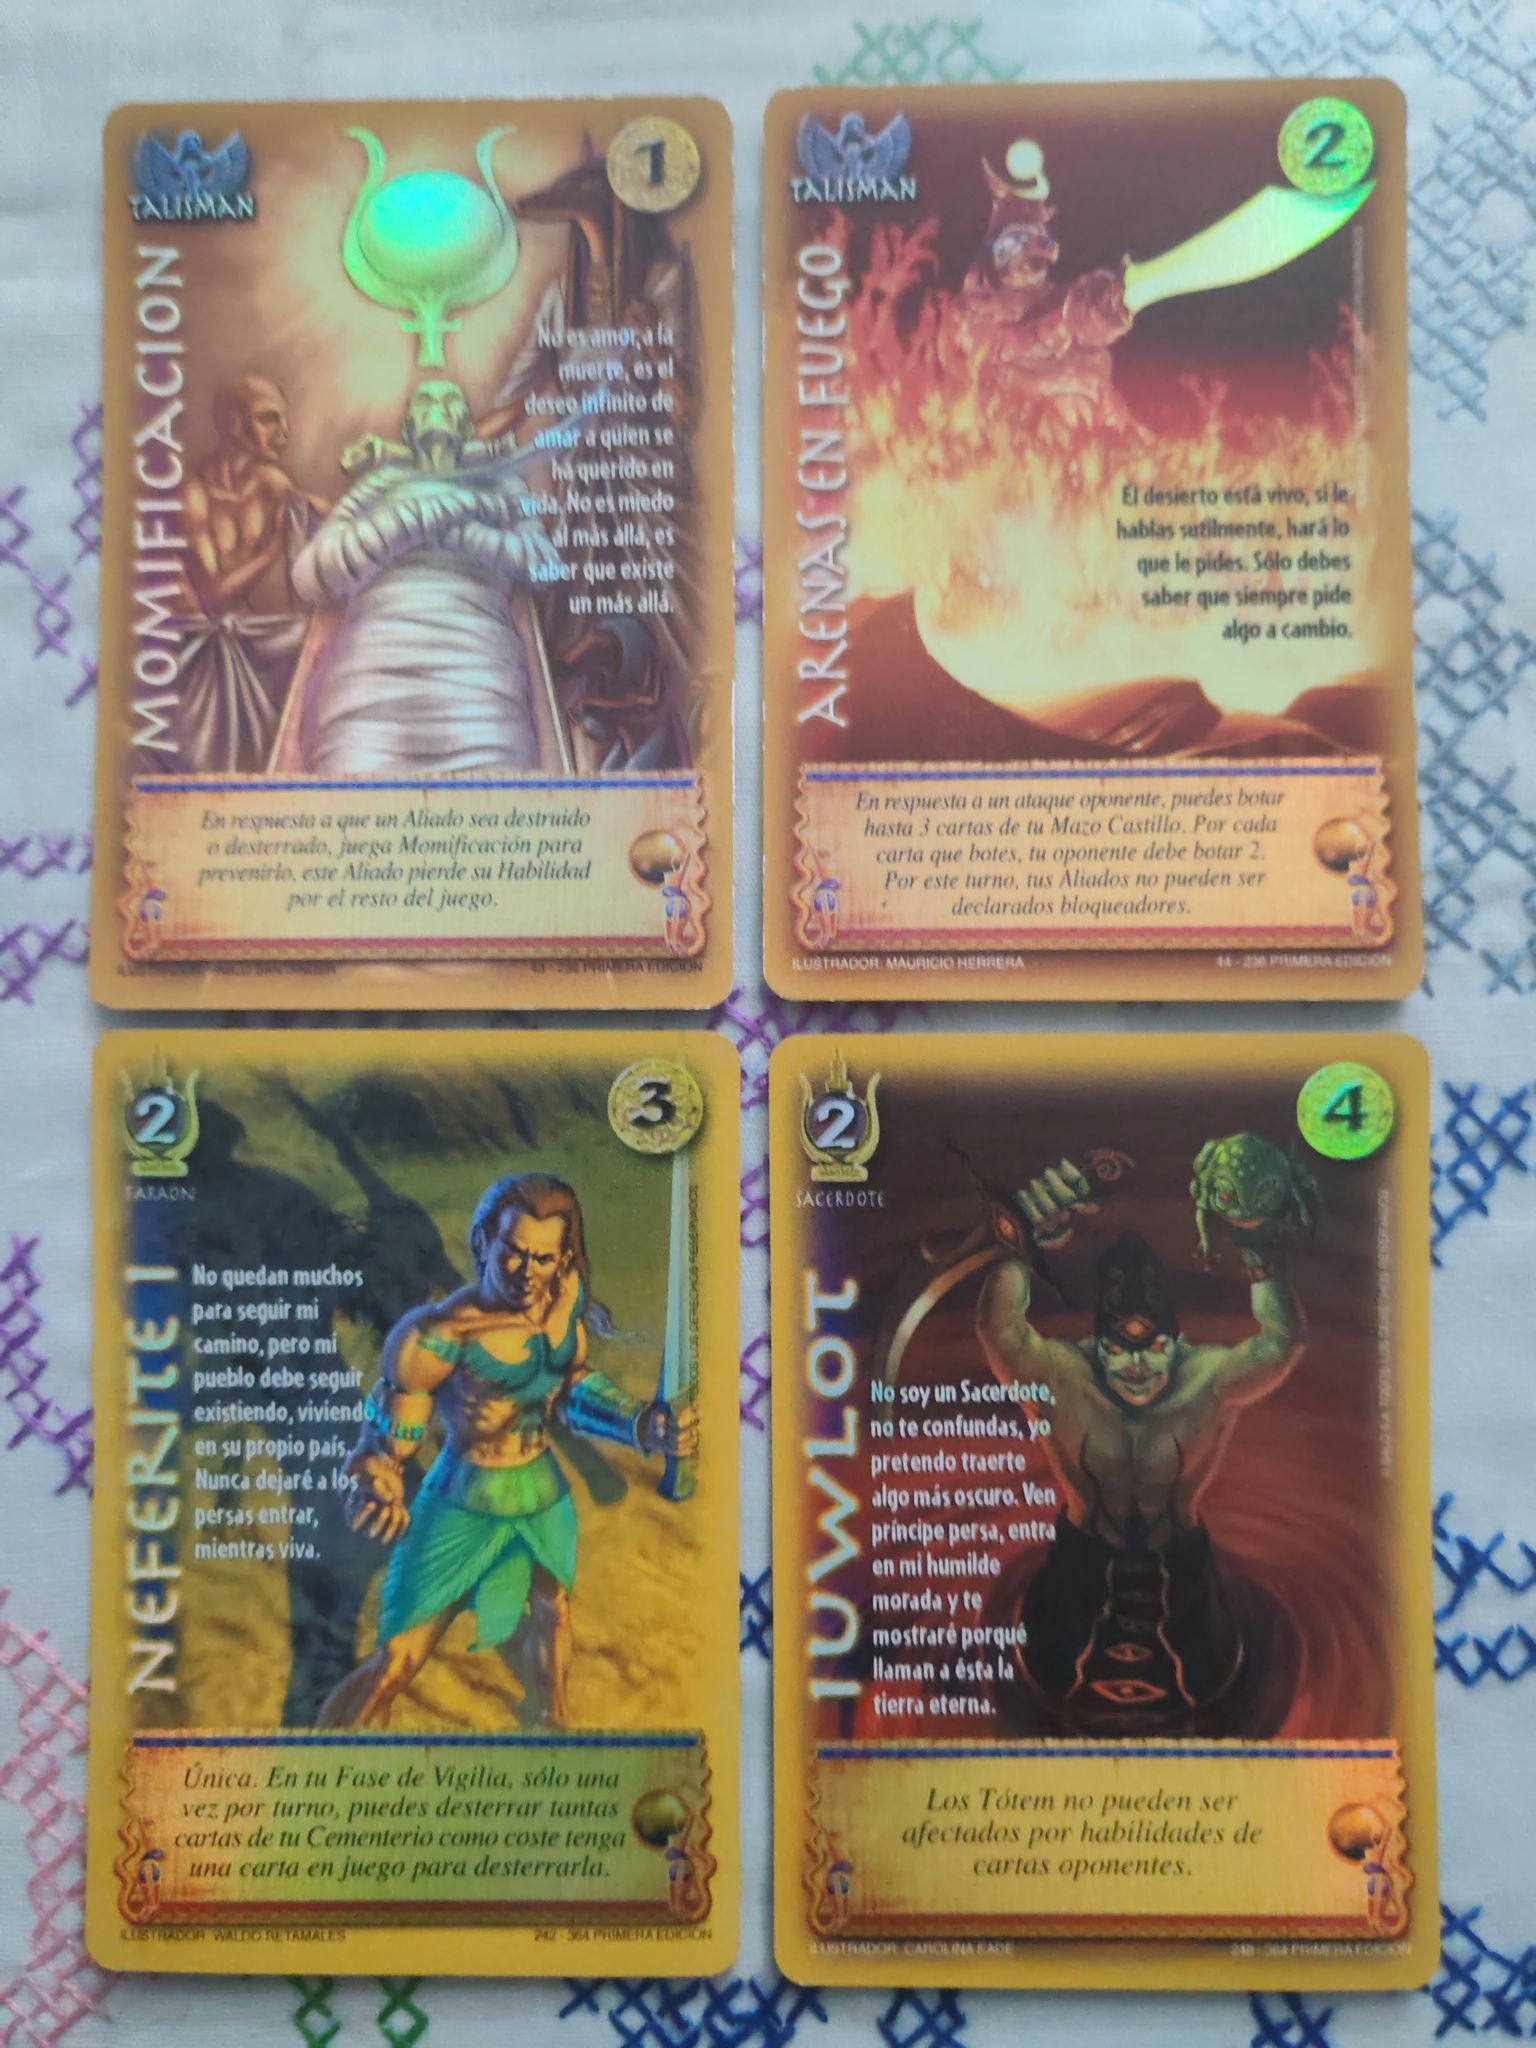 TALISMAN
1
MOMIFICACION
No es amor, a la
muerte, es el
deseo infinito de
amar a quien se
ha querido en
vida. No es miedo
al más allá, es
saber que existe
un más allá.
En respuesta a que un Aliado sea destruido
o desterrado, juega Momificación para
prevenirlo, este Aliado pierde su Habilidad
por el resto del juego.
43 - 236 PRIMERA EDICION
TALISMAN
2
ARENAS EN FUEGO
El desierto está vivo, si le
hablas sutilmente, hará lo
que le pides. Sólo debes
saber que siempre pide
algo a cambio.
En respuesta a un ataque oponente, puedes botar
hasta 3 cartas de tu Mazo Castillo. Por cada
carta que botes, tu oponente debe botar 2.
Por este turno, tus Aliados no pueden ser
declarados bloqueadores.
ILUSTRADOR: MAURICIO HERRERA
44 - 236 PRIMERA EDICION
2
FARAON
3
NEFERITE I
No quedan muchos
para seguir mi
camino, pero mi
pueblo debe seguir
existiendo, viviendo
en su propio país.
Nunca dejaré a los
persas entrar,
mientras viva.
TODOS LOS DERECHOS RESERVADOS
Única. En tu Fase de Vigilia, sólo una
vez por turno, puedes desterrar tantas
cartas de tu Cementerio como coste tenga
una carta en juego para desterrarla.
ILUSTRADOR: WALDO RETAMALES
242 - 364 PRIMERA EDICION
2
SACERDOTE
4
IUWLOT
No soy un Sacerdote,
no te confundas, yo
pretendo traerte
algo más oscuro. Ven
príncipe persa, entra
en mi humilde
morada y te
mostraré porqué
llaman a ésta la
tierra eterna.
TODOS LOS DERECHOS RESERVADOS
Los Tótem no pueden ser
afectados por habilidades de
cartas oponentes.
ILUSTRADOR: CAROLINA EADE
248 - 364 PRIMERA EDICION